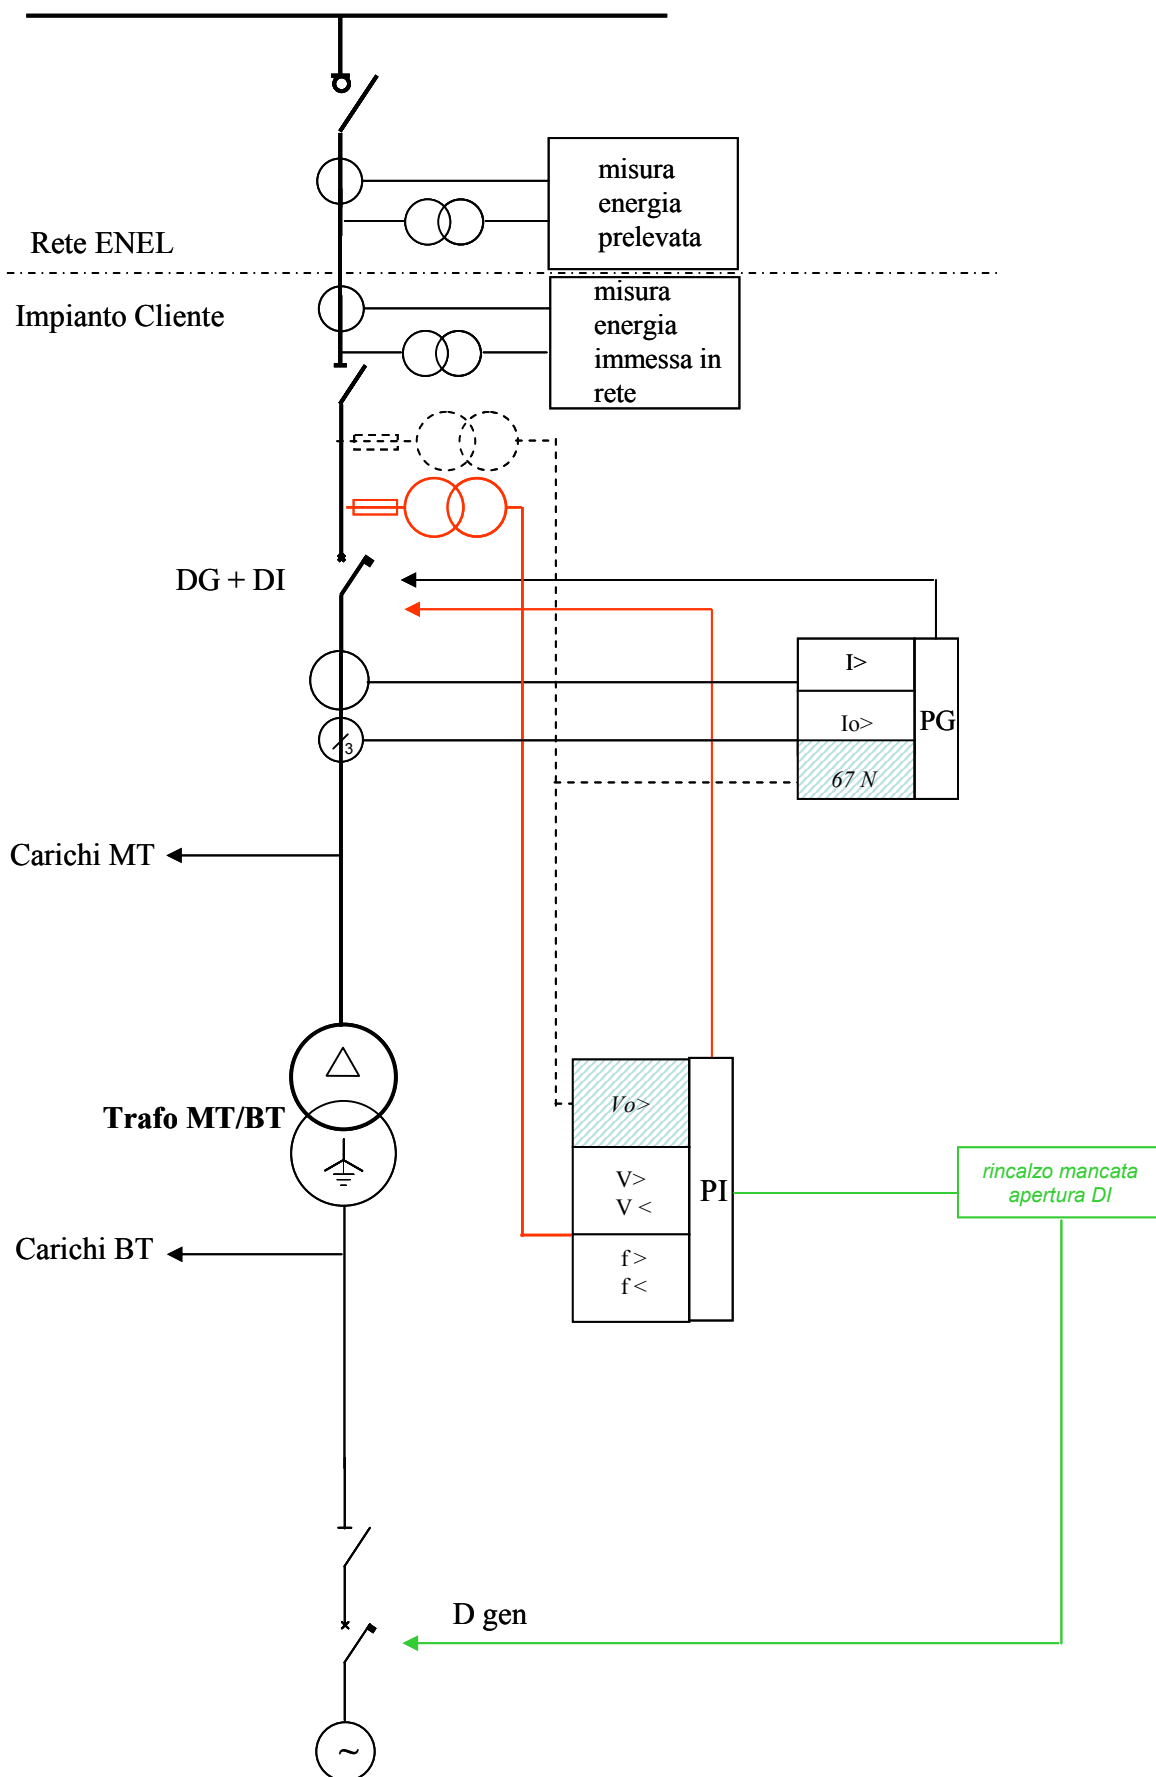 misura
energia
prelevata
Rete ENEL
misura
energia
immessa in
rete
Impianto Cliente
DG + DI
I>
Io>
PG
67 N
3
Carichi MT
Trafo MT/BT
Vo>
V>
V <
PI
f >
f <
rincalzo mancata
apertura DI
Carichi BT
D gen
~